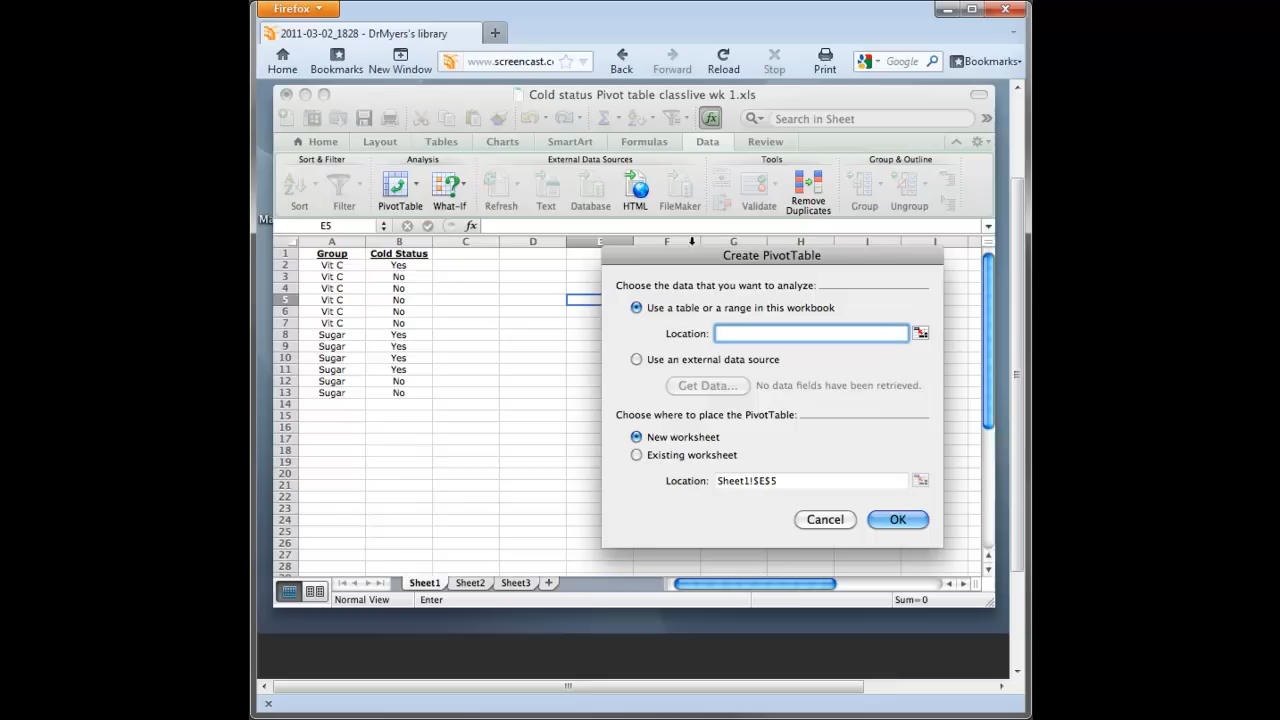 Firefox
2011-03-02_1828 - DrMyers's library
Home Bookmarks New Window www.screencast.c Back Forward Reload Stop Print Google Bookmarks
Cold status Pivot table classlive wk 1.xls
Search in Sheet
Home Layout Tables Charts SmartArt Formulas Data Review
Sort & Filter Analysis External Data Sources Tools Group & Outline
Sort Filter PivotTable What-If Refresh Text Database HTML FileMaker Validate Remove Duplicates Group Ungroup
Ma
E5 fx
A B C D E F G H I J
1 Group Cold Status
2 Vit C Yes
3 Vit C No
4 Vit C No
5 Vit C No
6 Vit C No
7 Vit C No
8 Sugar Yes
9 Sugar Yes
10 Sugar Yes
11 Sugar Yes
12 Sugar No
13 Sugar No
14
15
16
17
18
19
20
21
22
23
24
25
26
27
28
Create PivotTable
Choose the data that you want to analyze:
Use a table or a range in this workbook
Location:
Use an external data source
Get Data... No data fields have been retrieved.
Choose where to place the PivotTable:
New worksheet
Existing worksheet
Location: Sheet1!$E$5
Cancel OK
Sheet1 Sheet2 Sheet3 +
Normal View Enter Sum=0